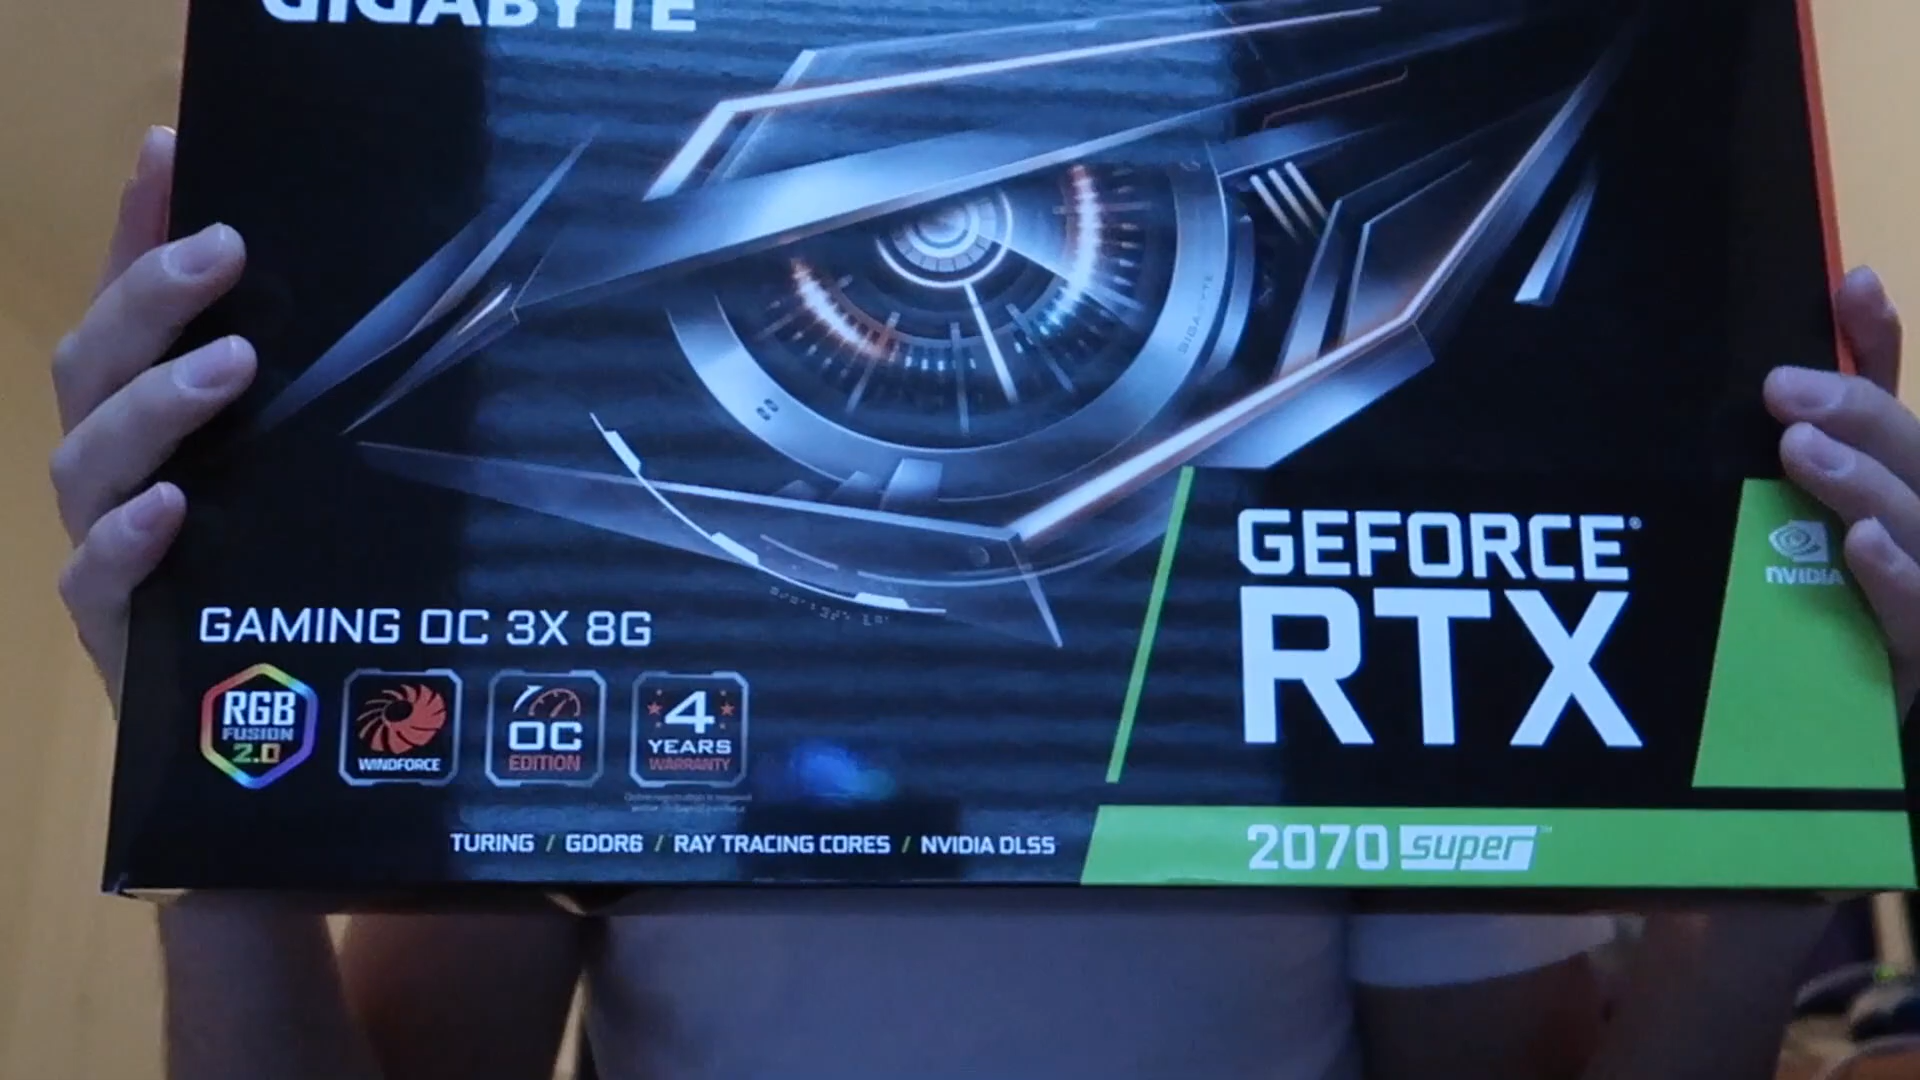 GIGABYTE
GEFORCE®
RTX
NVIDIA
GAMING OC 3X 8G
RGB
FUSION
2.0
WINDFORCE
OC
EDITION
4
YEARS
WARRANTY
TURING / GDDR6 / RAY TRACING CORES / NVIDIA DLSS
2070 super™